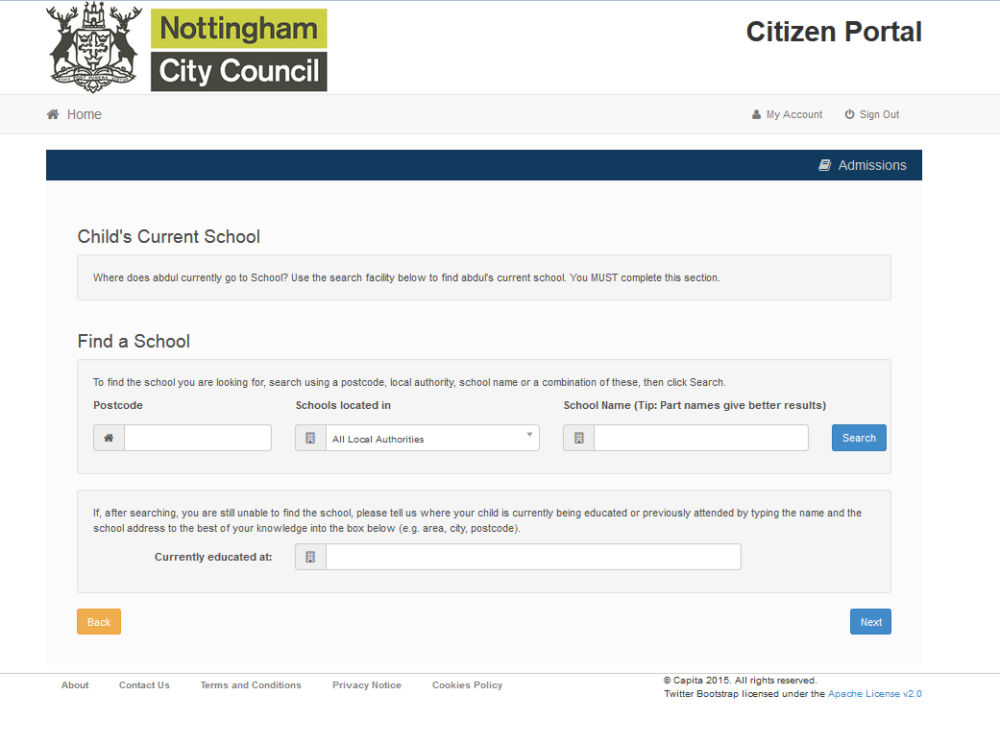 Nottingham
City Council
Citizen Portal
Home
My Account
Sign Out
Admissions
Child's Current School
Where does abdul currently go to School? Use the search facility below to find abdul's current school. You MUST complete this section.
Find a School
To find the school you are looking for, search using a postcode, local authority, school name or a combination of these, then click Search.
Postcode
Schools located in
School Name (Tip: Part names give better results)
All Local Authorities
Search
If, after searching, you are still unable to find the school, please tell us where your child is currently being educated or previously attended by typing the name and the
school address to the best of your knowledge into the box below (e.g. area, city, postcode).
Currently educated at:
Back
Next
About
Contact Us
Terms and Conditions
Privacy Notice
Cookies Policy
© Capita 2015. All rights reserved.
Twitter Bootstrap licensed under the Apache License v2.0